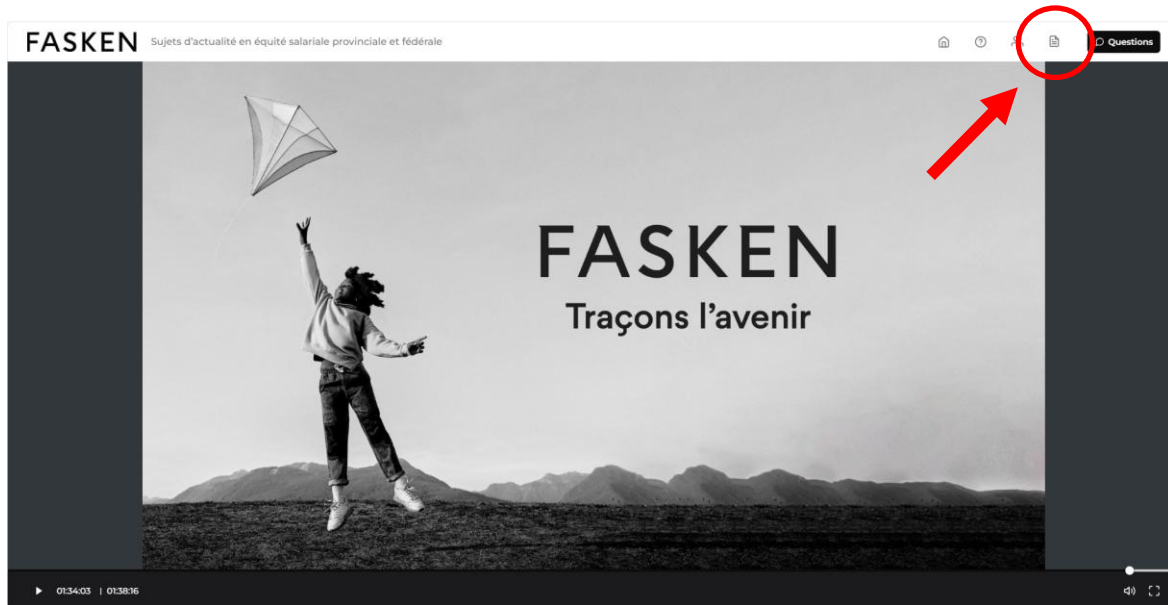 FASKEN Sujets d'actualité en équité salariale provinciale et fédérale
Questions
FASKEN
Traçons l'avenir
01:34:03 | 01:38:16